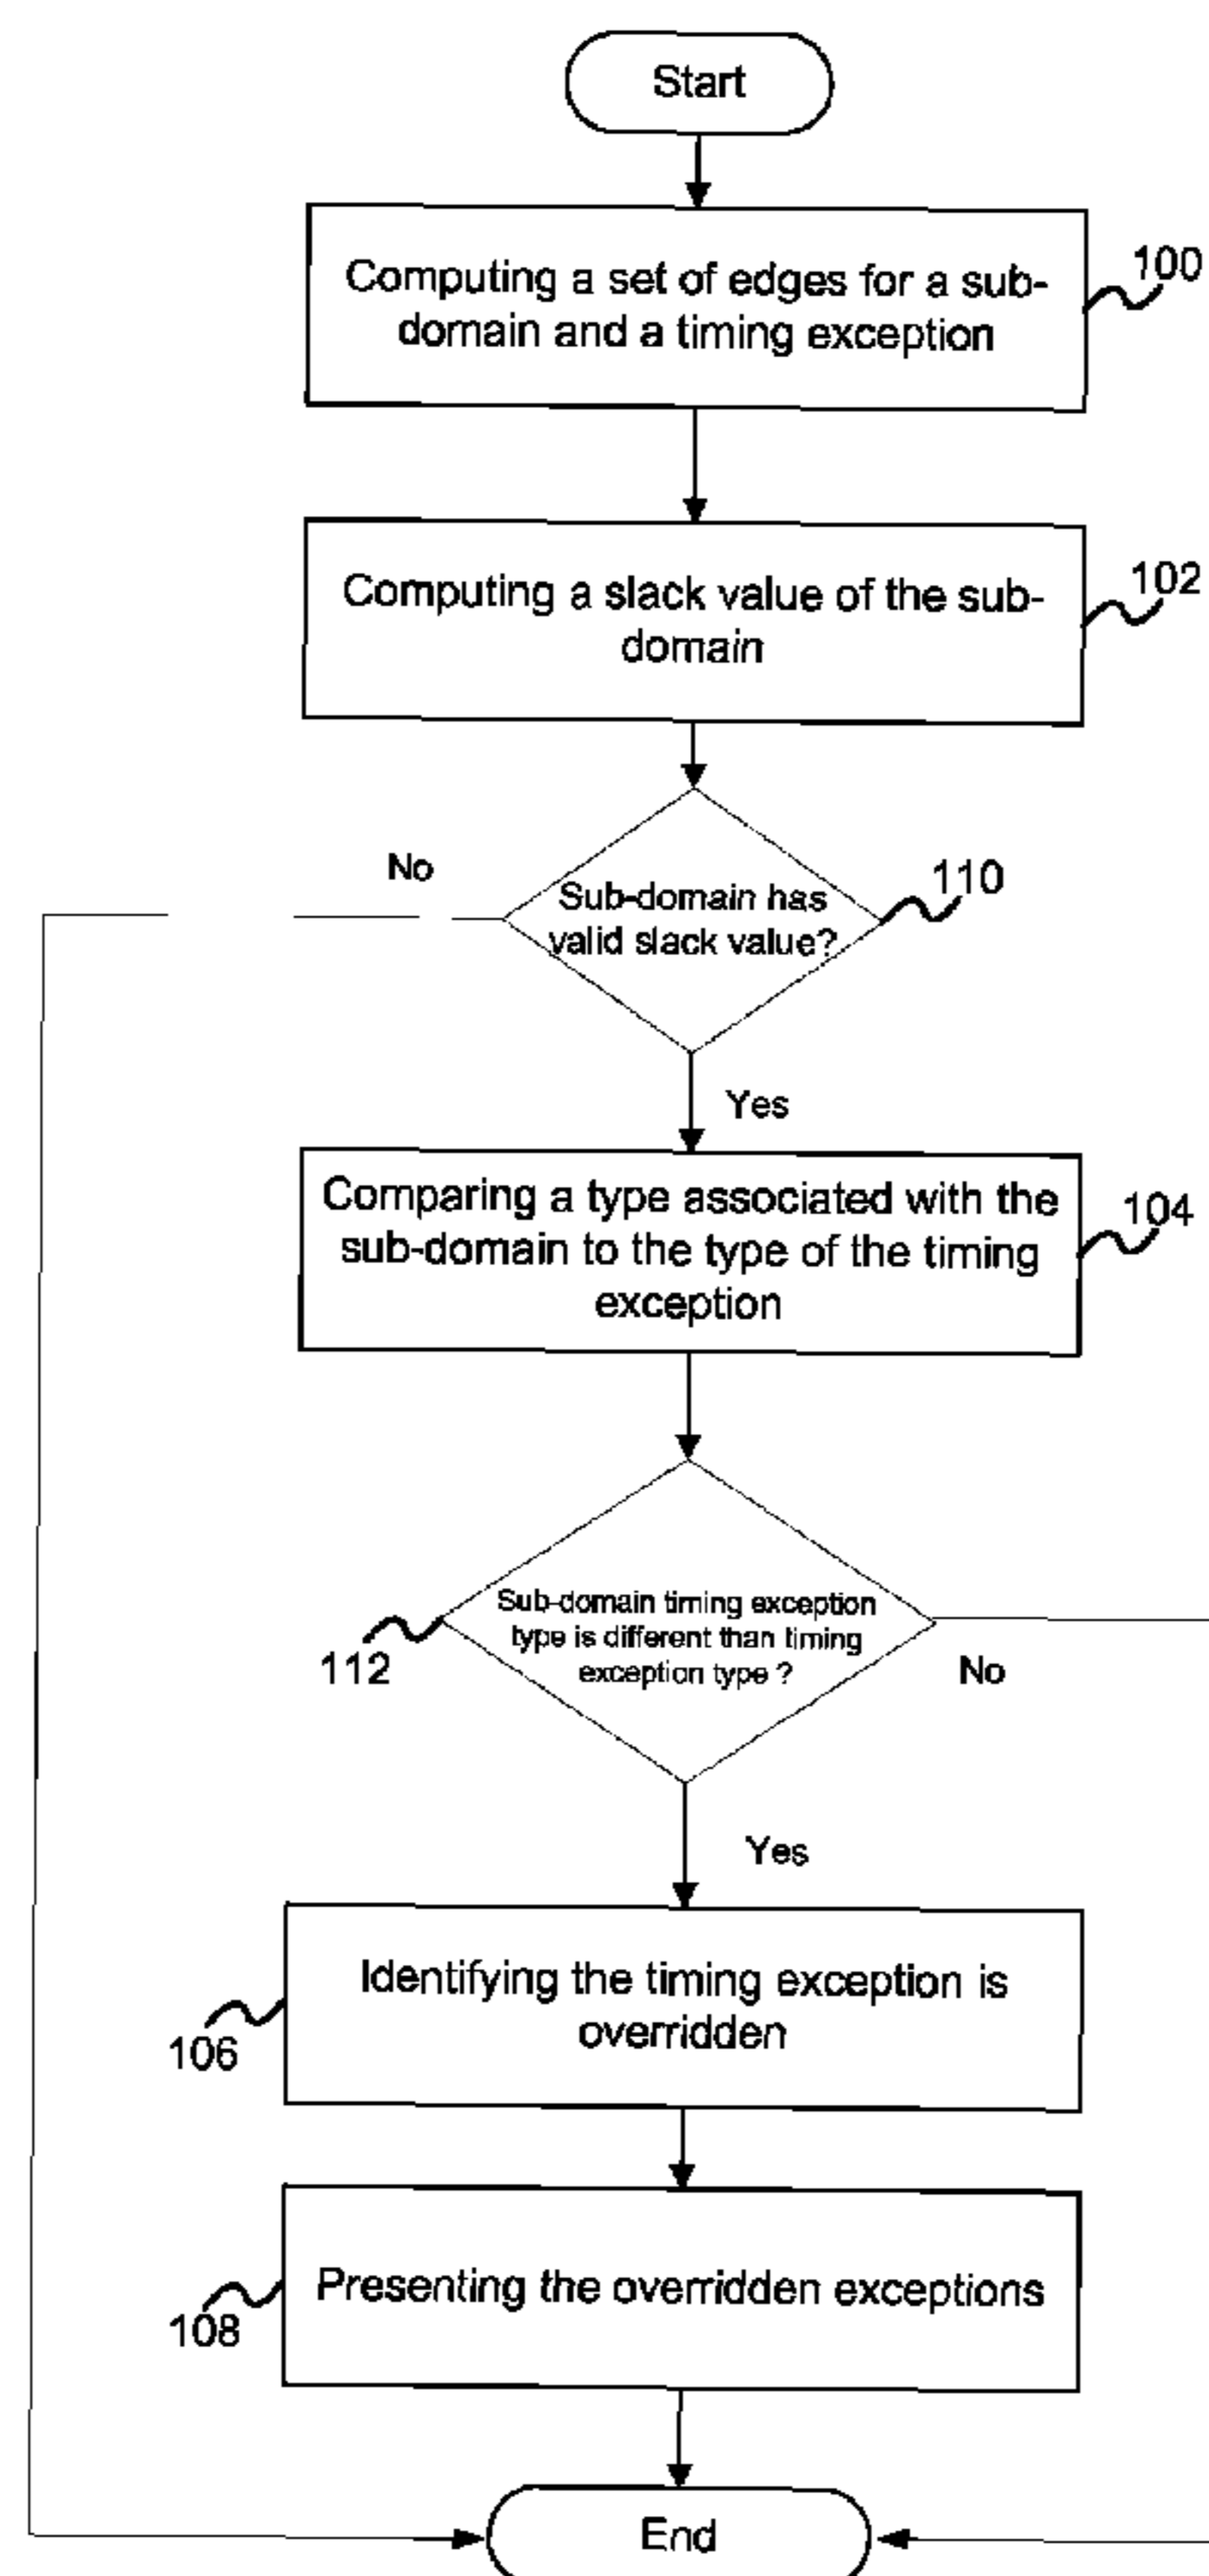 Start
Computing a set of edges for a sub-
domain and a timing exception
100
Computing a slack value of the sub-
domain
102
No
Sub-domain has
valid slack value?
110
Yes
Comparing a type associated with the
sub-domain to the type of the timing
exception
104
Sub-domain timing exception
type is different than timing
exception type ?
112
No
Yes
Identifying the timing exception is
overridden
106
Presenting the overridden exceptions
108
End